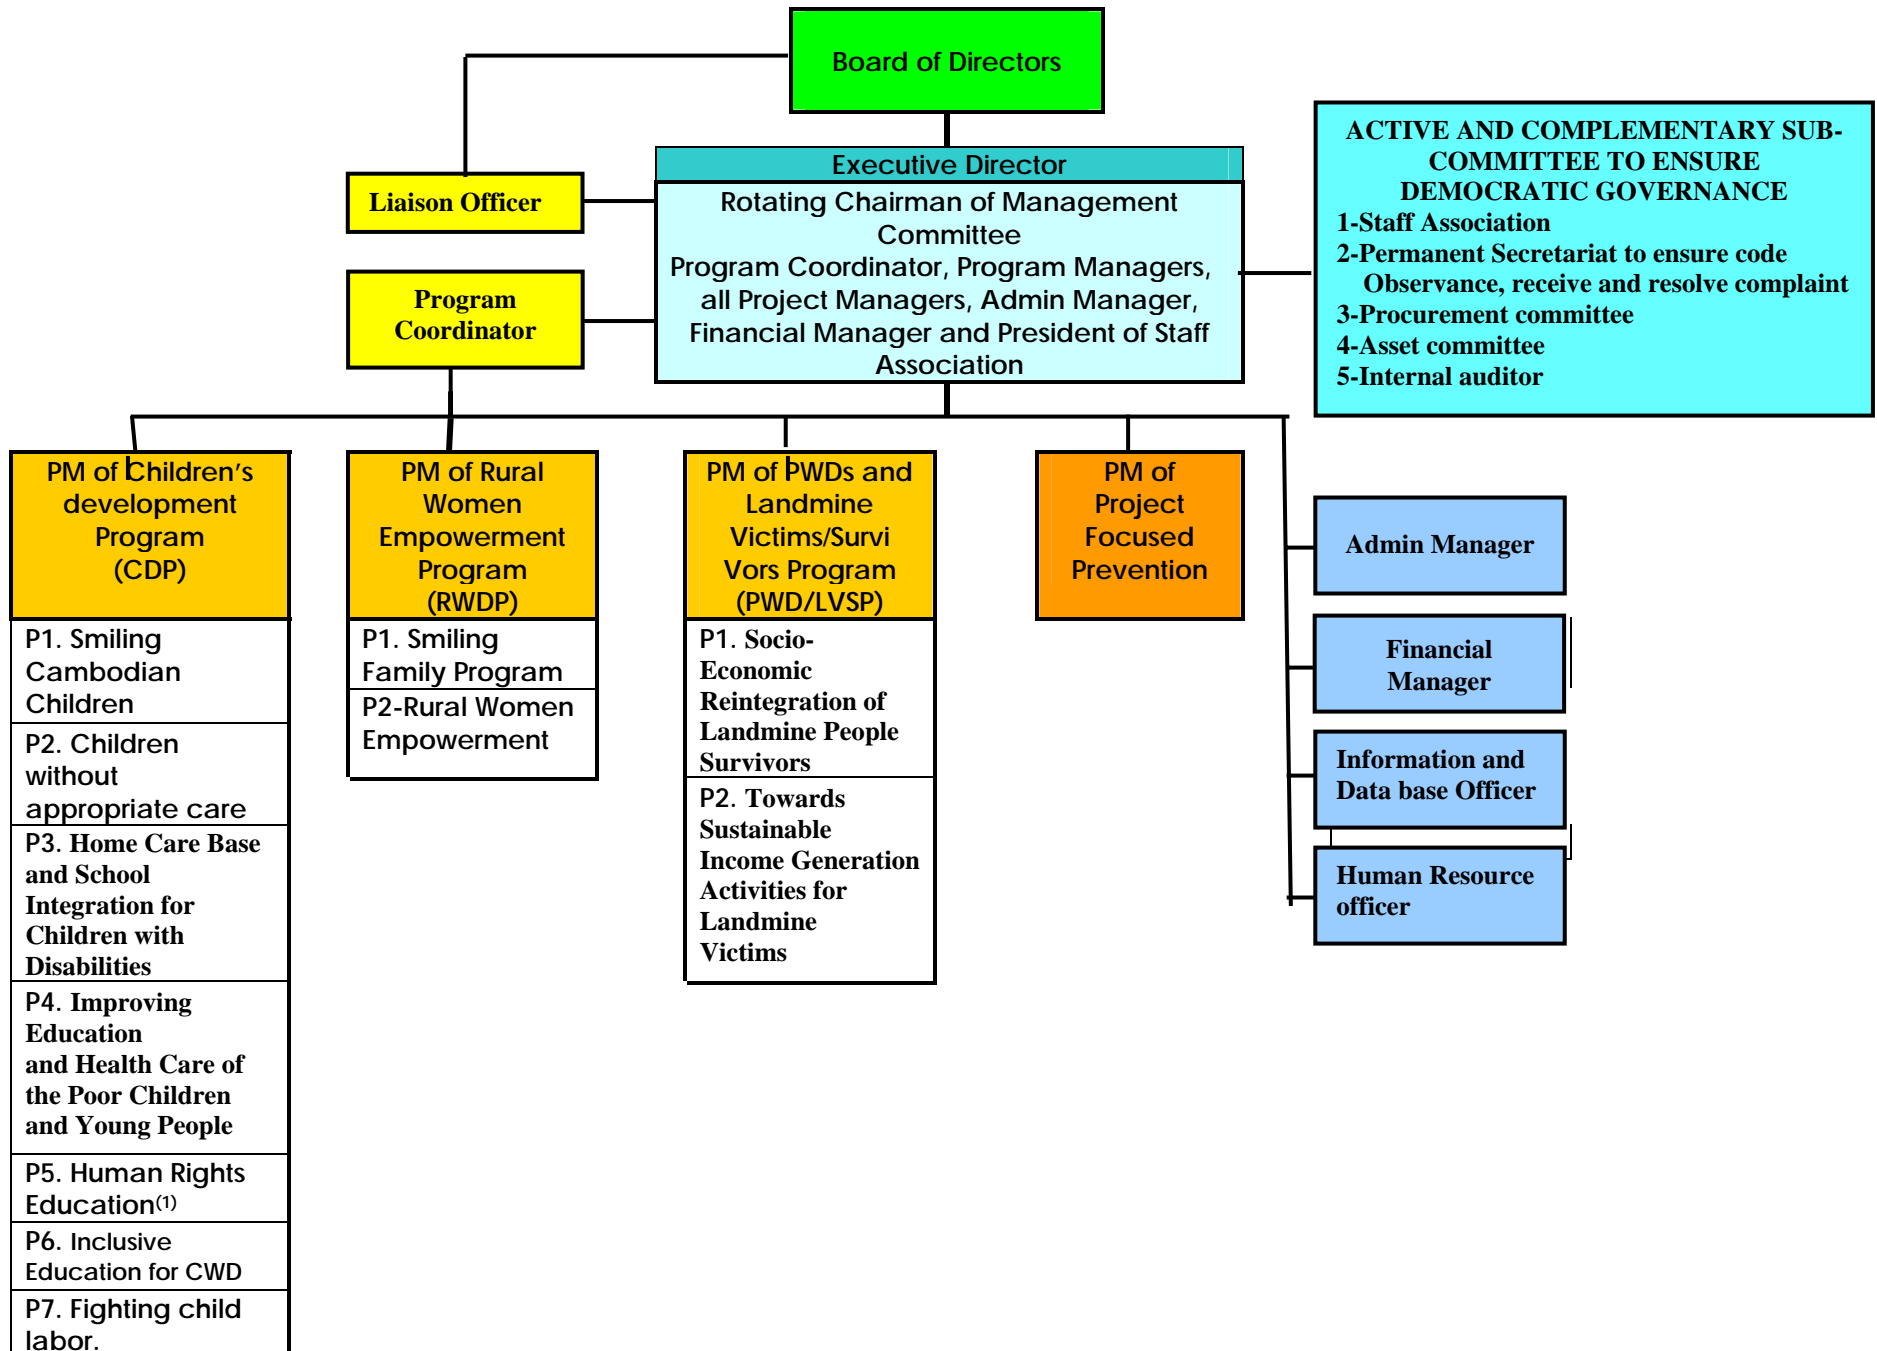 Board of Directors
Executive Director
Rotating Chairman of Management
Committee
Program Coordinator, Program Managers,
all Project Managers, Admin Manager,
Financial Manager and President of Staff
Association
Liaison Officer
Program
Coordinator
ACTIVE AND COMPLEMENTARY SUB-
COMMITTEE TO ENSURE
DEMOCRATIC GOVERNANCE
1-Staff Association
2-Permanent Secretariat to ensure code
Observance, receive and resolve complaint
3-Procurement committee
4-Asset committee
5-Internal auditor
PM of Children’s
development
Program
(CDP)
P1. Smiling
Cambodian
Children
P2. Children
without
appropriate care
P3. Home Care Base
and School
Integration for
Children with
Disabilities
P4. Improving
Education
and Health Care of
the Poor Children
and Young People
P5. Human Rights
Education(1)
P6. Inclusive
Education for CWD
P7. Fighting child
labor.
PM of Rural
Women
Empowerment
Program
(RWDP)
P1. Smiling
Family Program
P2-Rural Women
Empowerment
PM of PWDs and
Landmine
Victims/Survi
Vors Program
(PWD/LVSP)
P1. Socio-
Economic
Reintegration of
Landmine People
Survivors
P2. Towards
Sustainable
Income Generation
Activities for
Landmine
Victims
PM of
Project
Focused
Prevention
Admin Manager
Financial
Manager
Information and
Data base Officer
Human Resource
officer